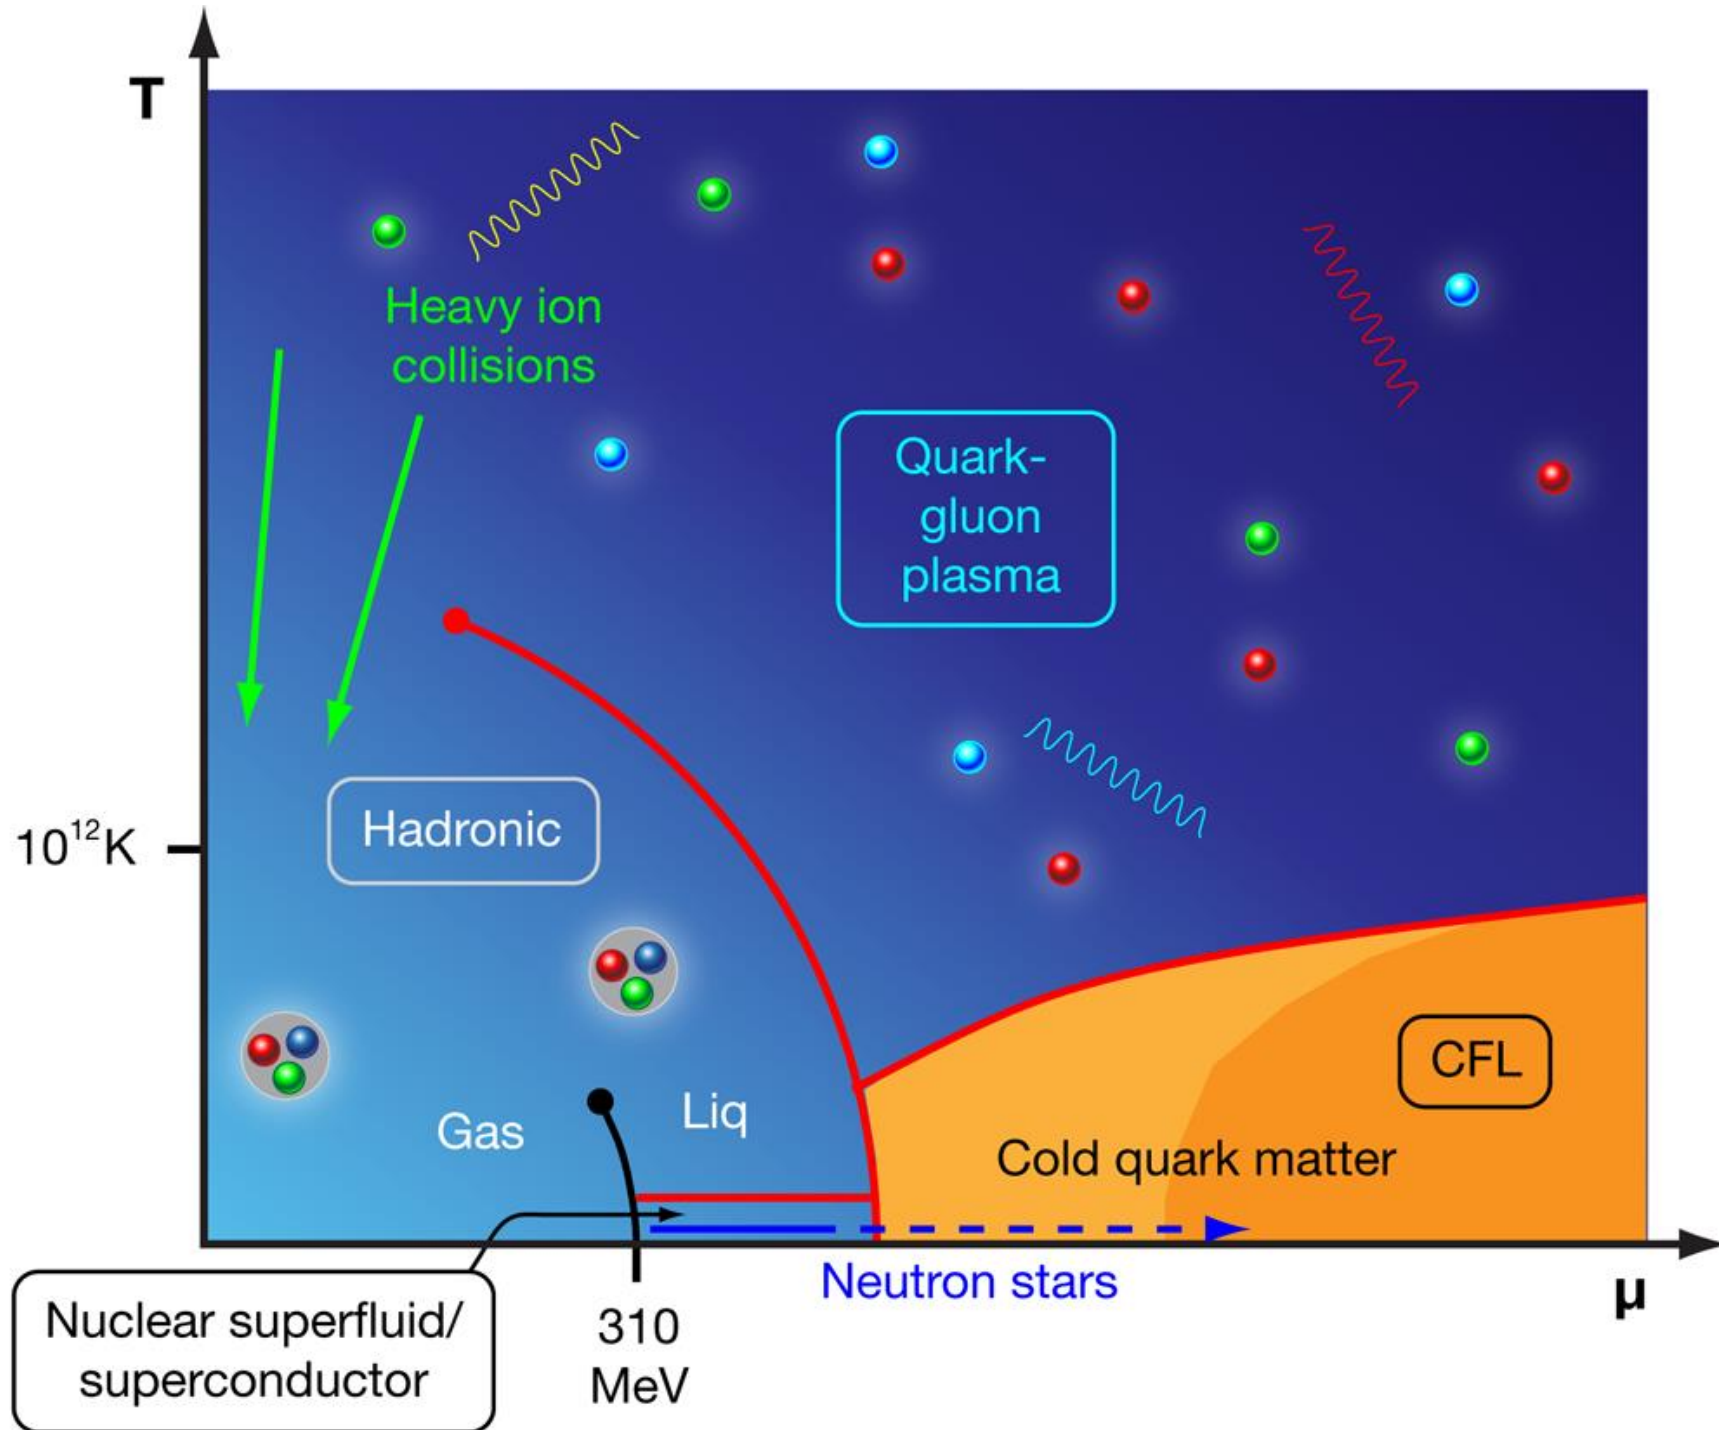 T
Heavy ion
collisions
Quark-
gluon
plasma
Hadronic
10¹²K
CFL
Gas
Liq
Cold quark matter
Neutron stars
μ
Nuclear superfluid/
superconductor
310
MeV